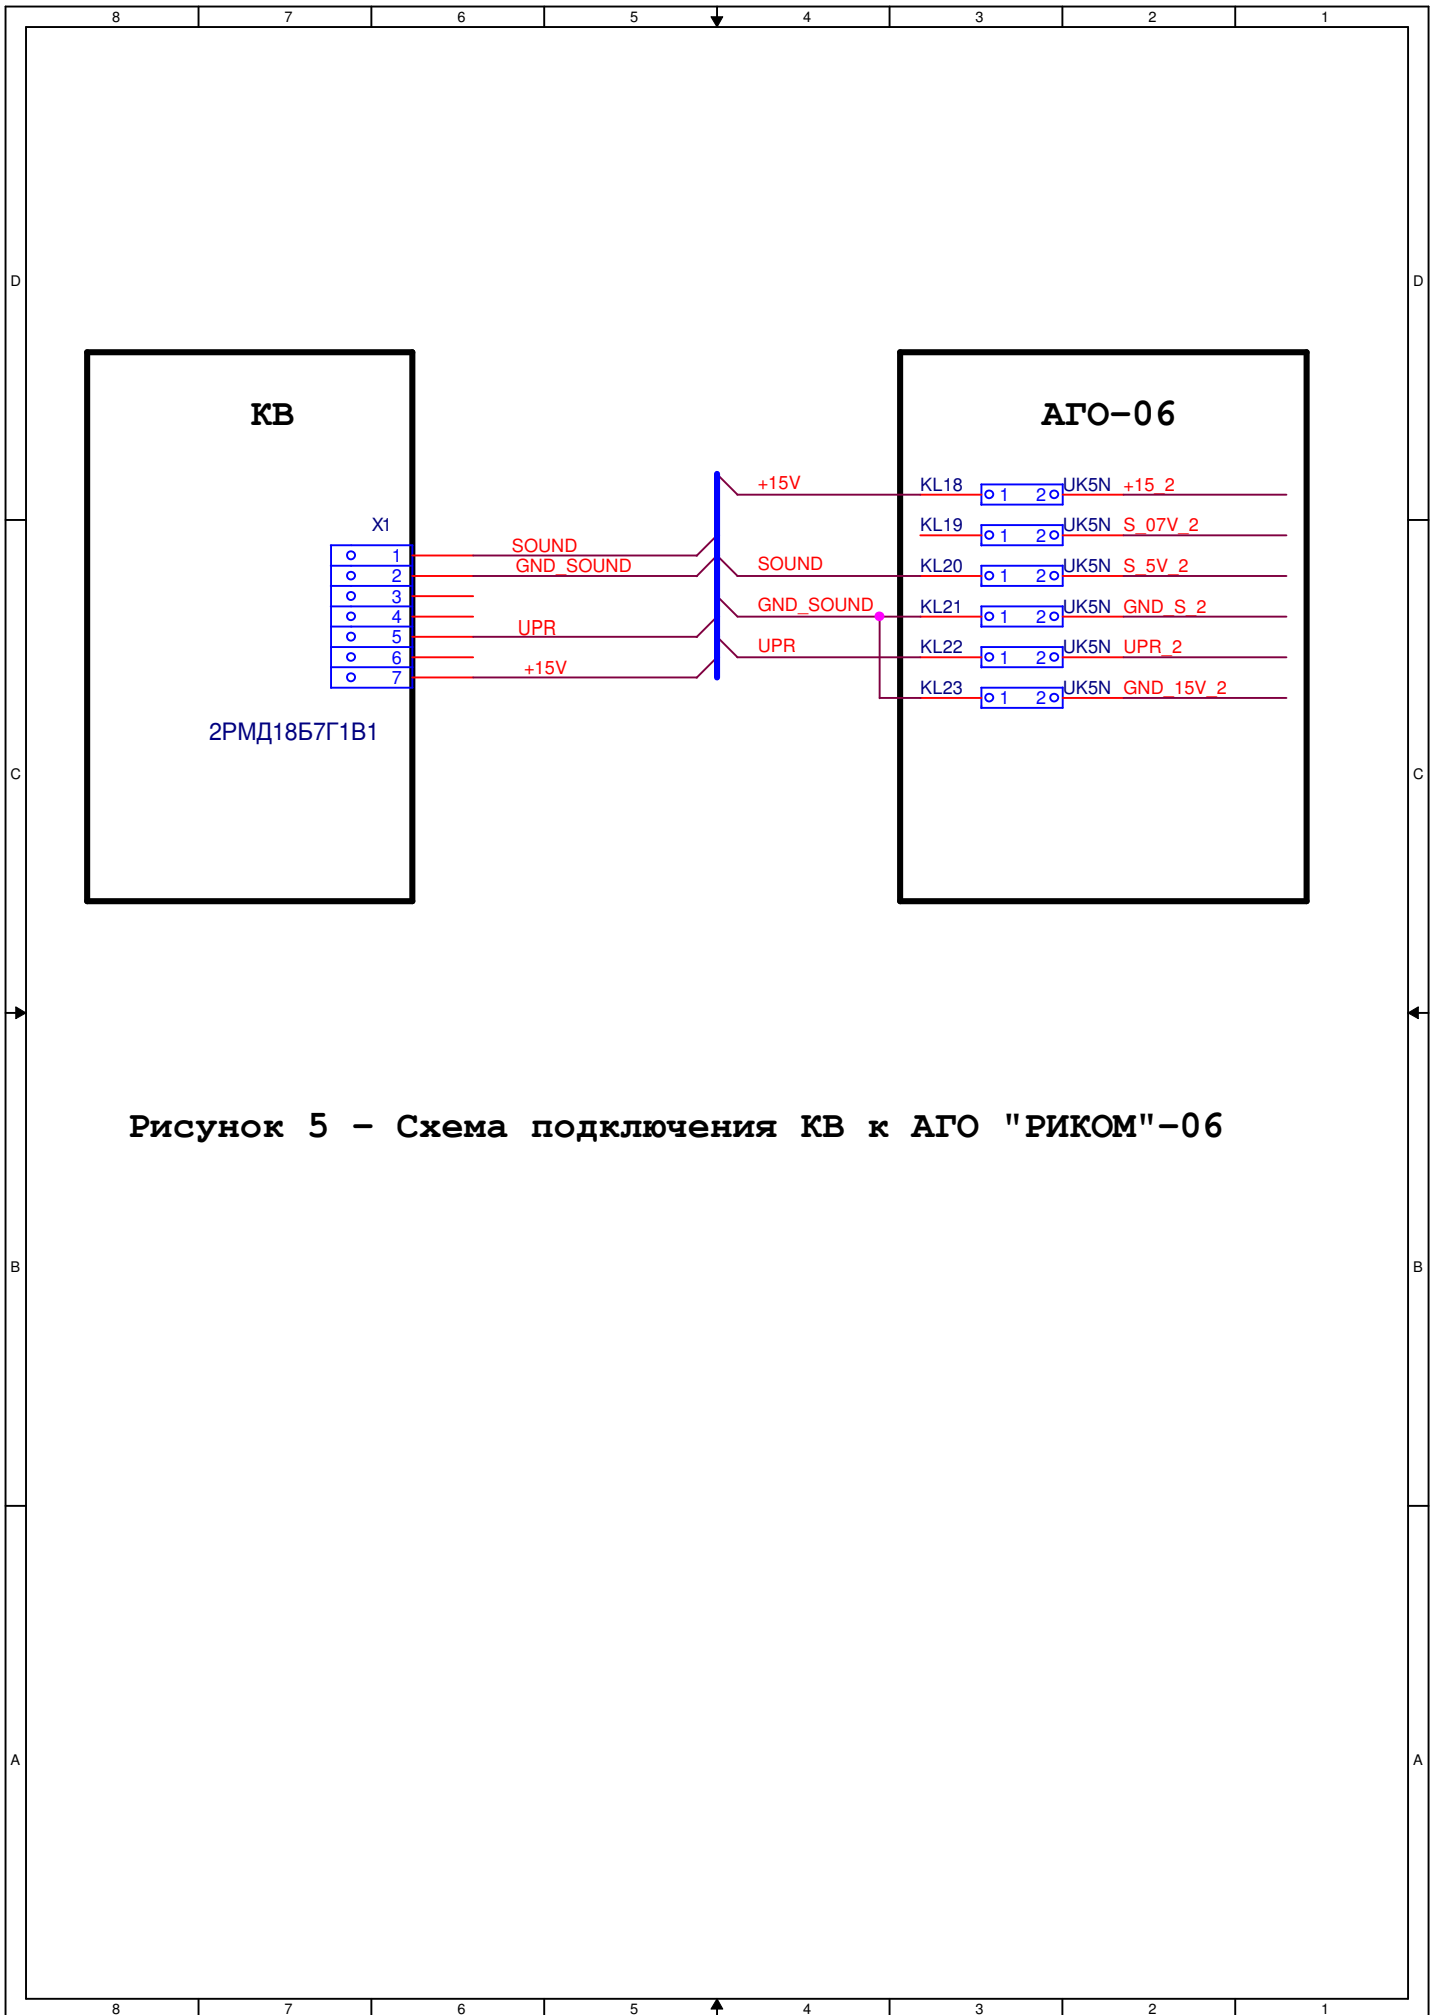 8 7 6 5 4 3 2 1
D D
КВ АГО-06
+15V KL18 1 2 UK5N +15_2
X1 KL19 1 2 UK5N S_07V_2
1 SOUND
2 GND_SOUND SOUND KL20 1 2 UK5N S_5V_2
3
4 GND_SOUND KL21 1 2 UK5N GND_S_2
5 UPR
6 UPR KL22 1 2 UK5N UPR_2
7 +15V
KL23 1 2 UK5N GND_15V_2
2РМД18Б7Г1В1
C C
Рисунок 5 - Схема подключения КВ к АГО "РИКОМ"-06
B B
A A
8 7 6 5 4 3 2 1